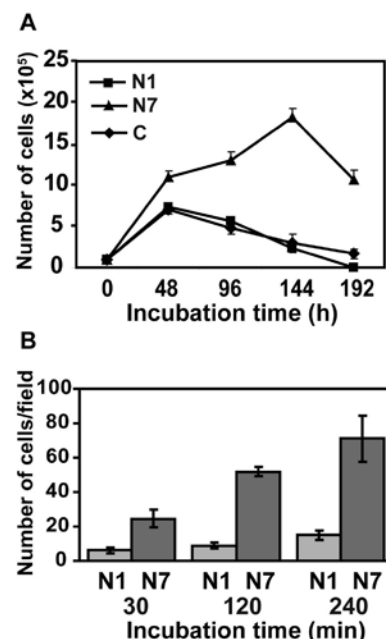 A
Number of cells (x10⁵)
25
20
15
10
5
0
N1
N7
C
0 48 96 144 192
Incubation time (h)
B
Number of cells/field
100
80
60
40
20
0
N1 N7 N1 N7 N1 N7
30 120 240
Incubation time (min)